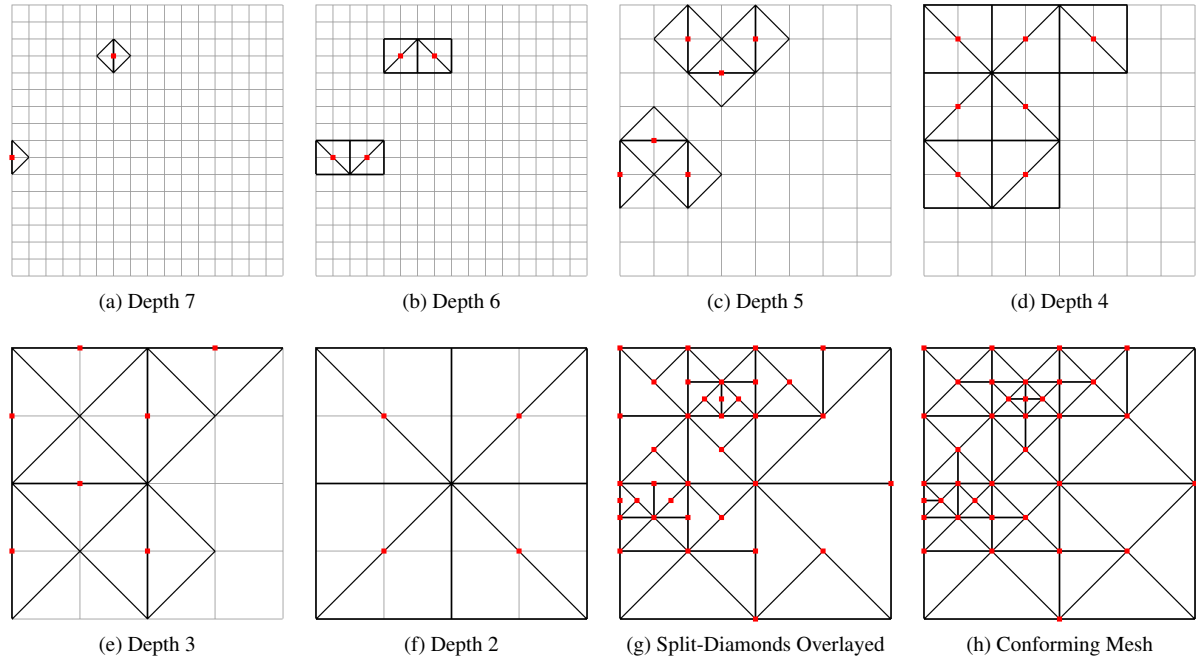 (a) Depth 7
(b) Depth 6
(c) Depth 5
(d) Depth 4
(e) Depth 3
(f) Depth 2
(g) Split-Diamonds Overlayed
(h) Conforming Mesh